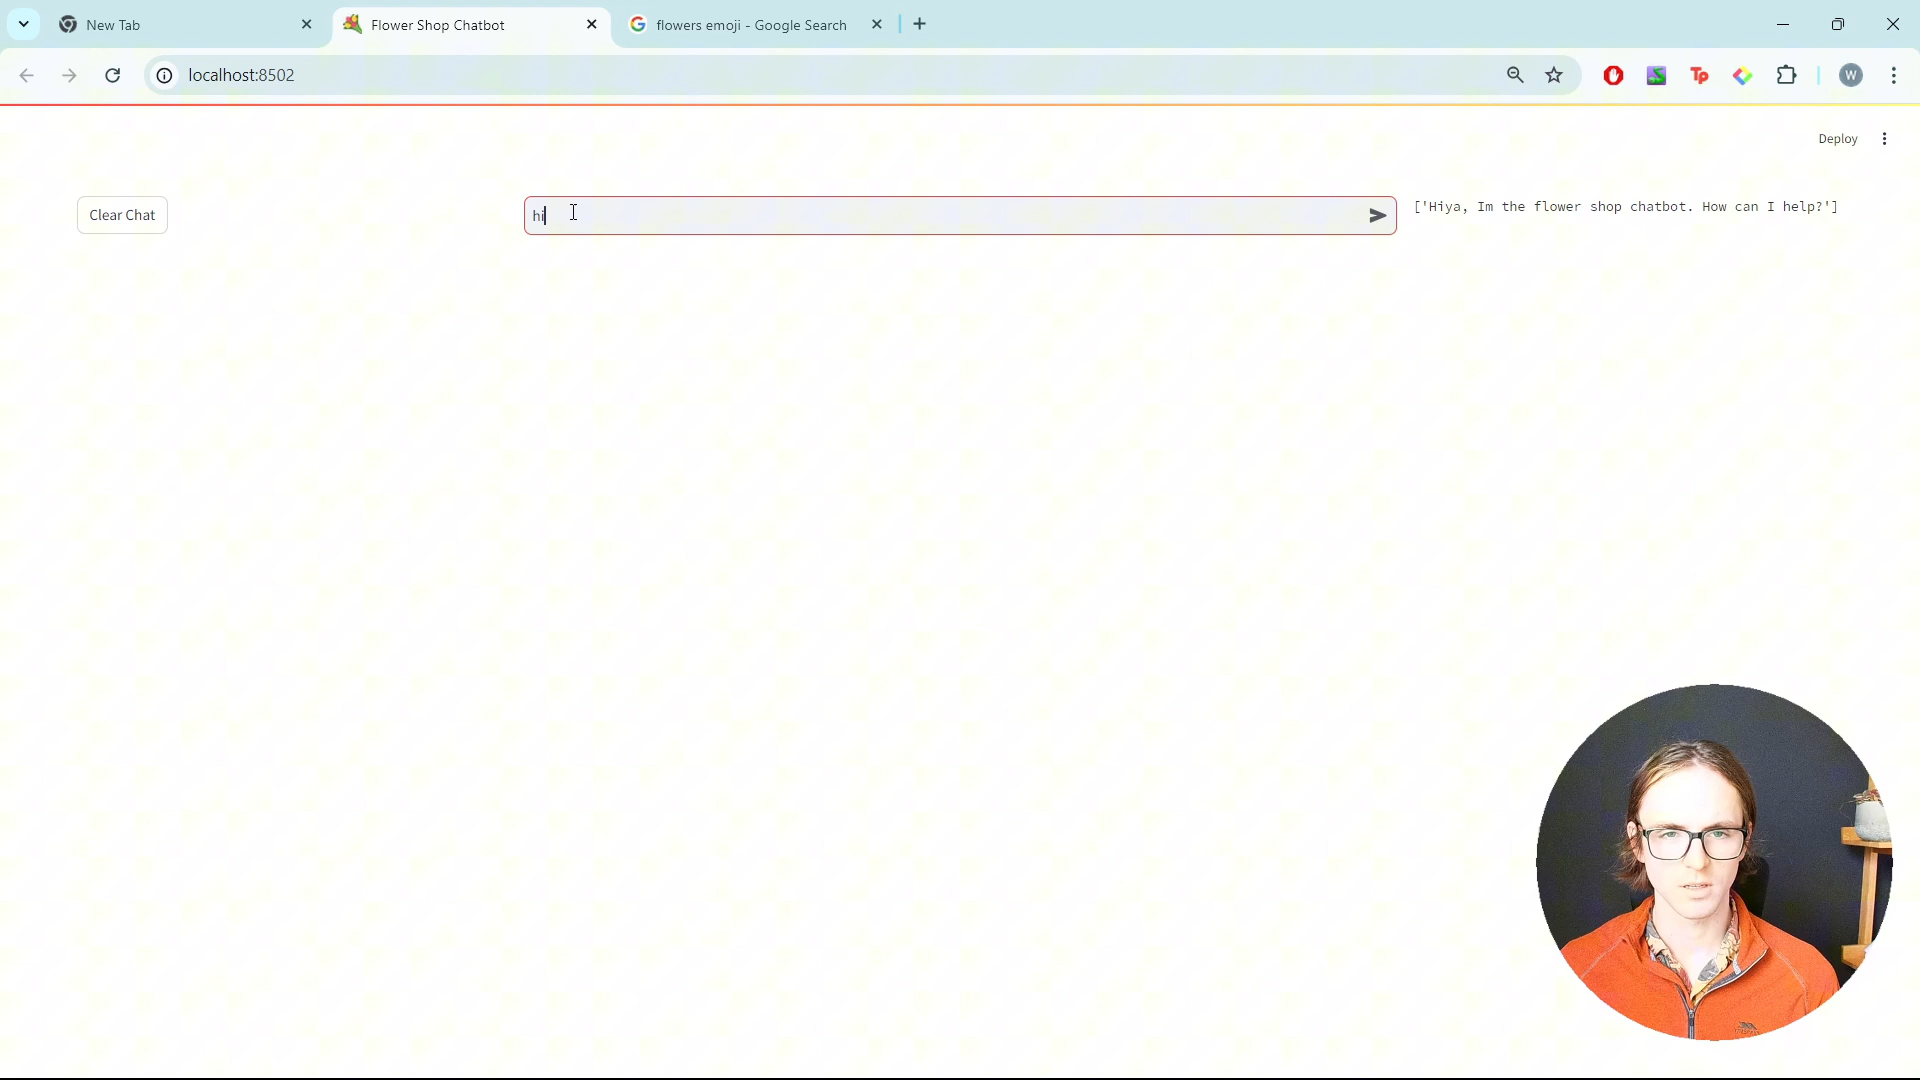 New Tab
Flower Shop Chatbot
flowers emoji - Google Search
localhost:8502
Tp
W
Deploy
Clear Chat
hi
['Hiya, Im the flower shop chatbot. How can I help?']